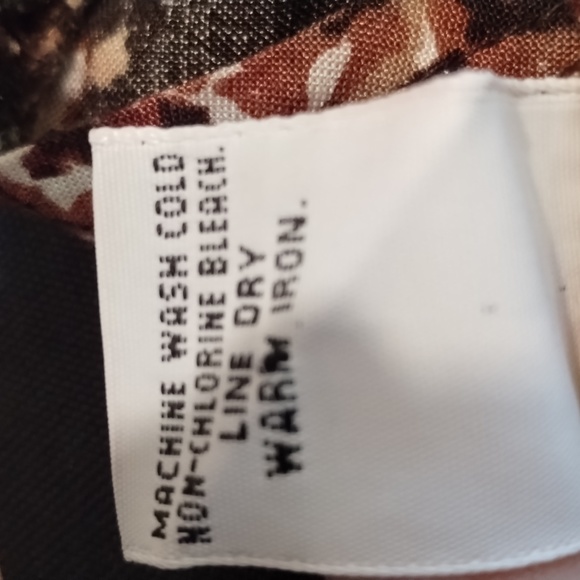 MACHINE WASH COLD
NON-CHLORINE BLEACH.
LINE DRY
WARM IRON.